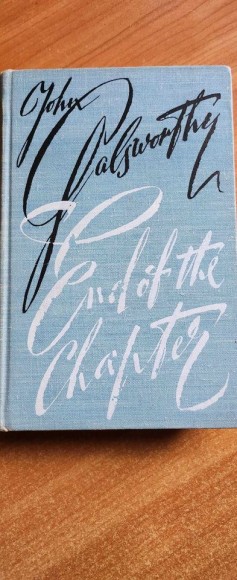 John
Galsworthy
End of the
Chapter